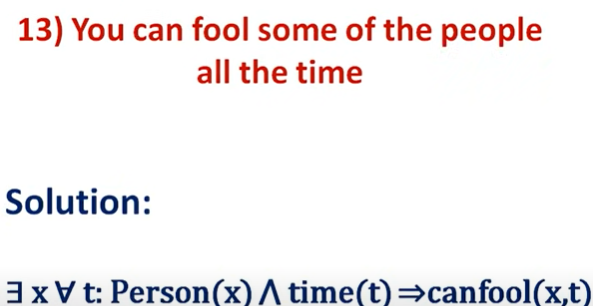 13) You can fool some of the people
all the time
Solution:
∃ x ∀ t: Person(x) Λ time(t) ⇒canfool(x,t)